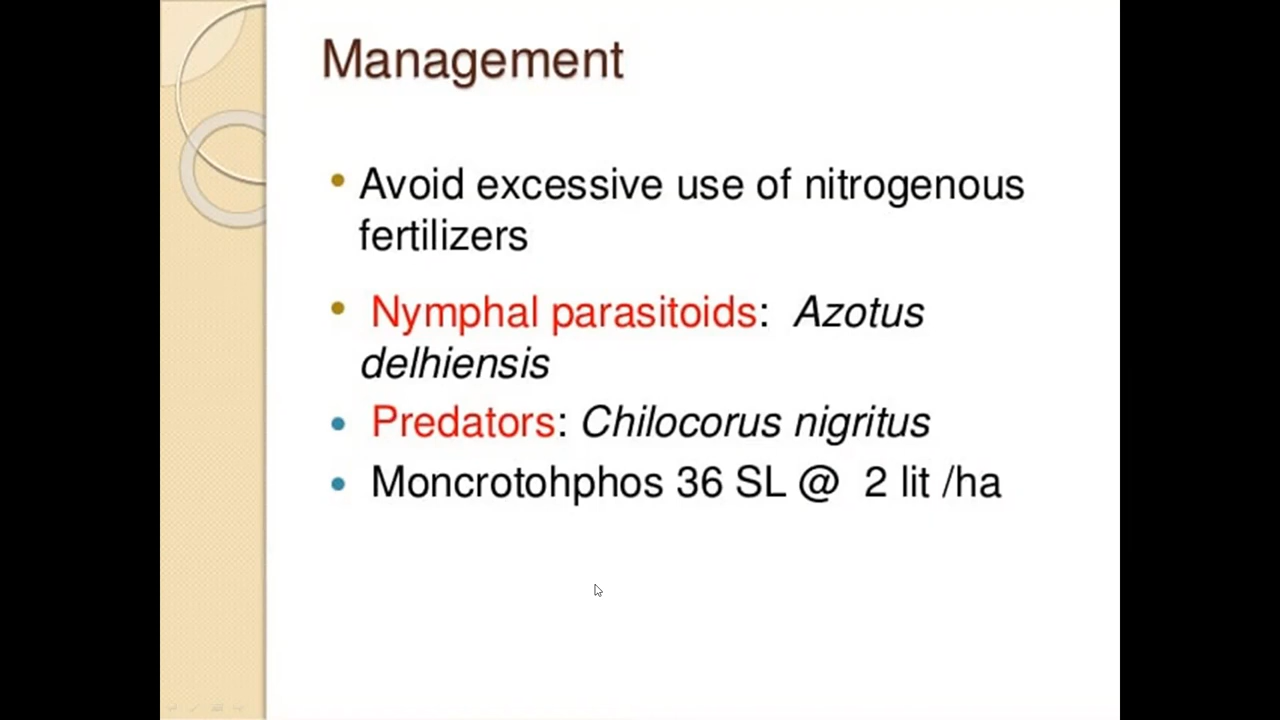 Management
• Avoid excessive use of nitrogenous
fertilizers
• Nymphal parasitoids: Azotus
delhiensis
• Predators: Chilocorus nigritus
• Moncrotohphos 36 SL @ 2 lit /ha